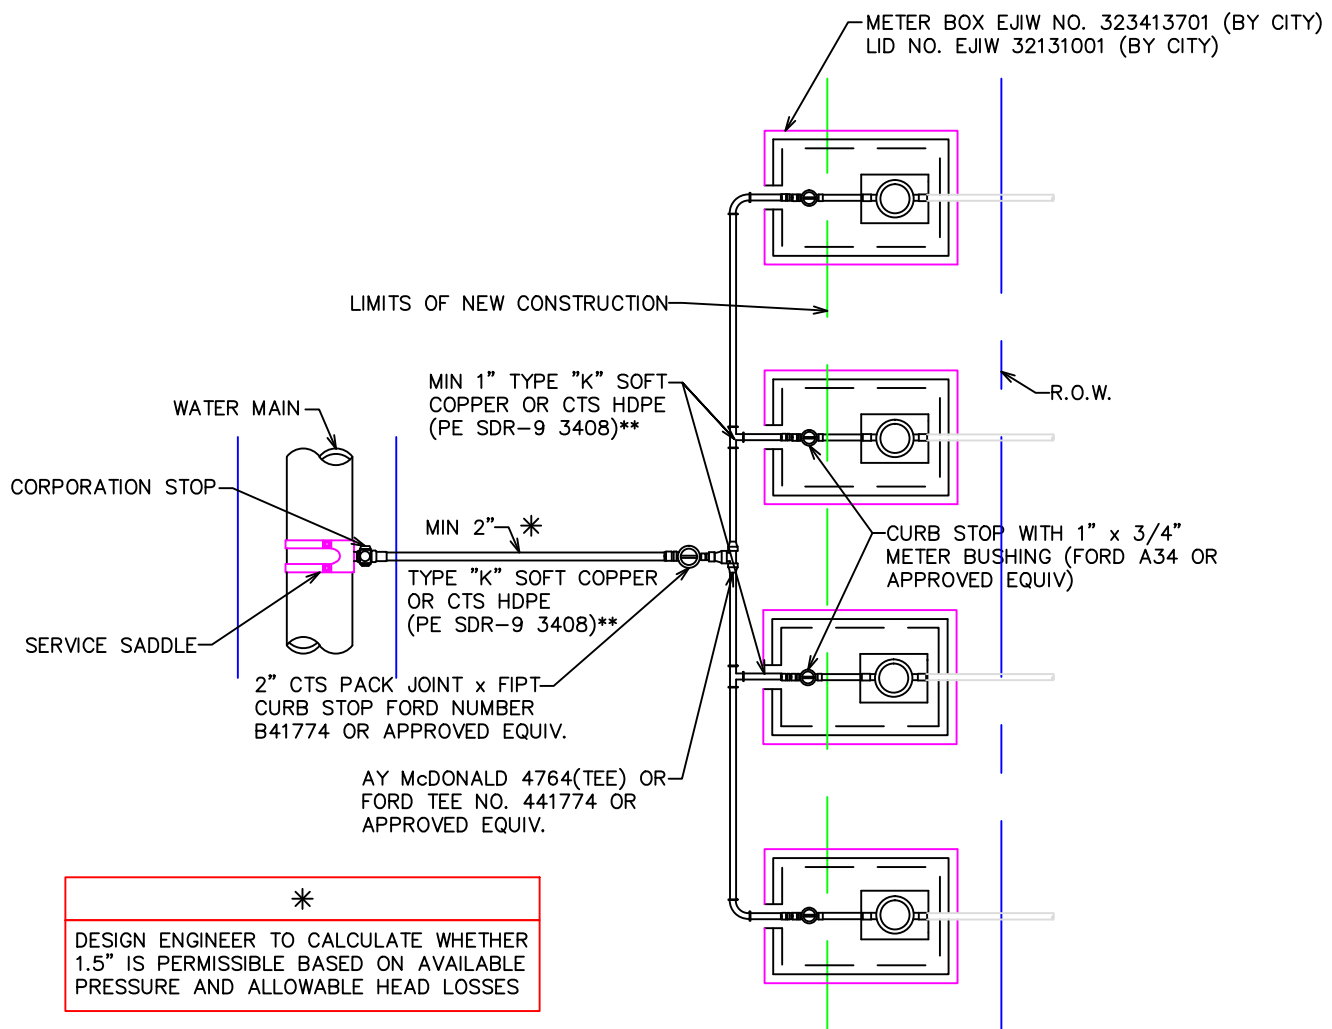 METER BOX EJIW NO. 323413701 (BY CITY)
LID NO. EJIW 32131001 (BY CITY)
LIMITS OF NEW CONSTRUCTION
MIN 1" TYPE "K" SOFT
COPPER OR CTS HDPE
(PE SDR-9 3408)**
R.O.W.
WATER MAIN
CORPORATION STOP
MIN 2" *
TYPE "K" SOFT COPPER
OR CTS HDPE
(PE SDR-9 3408)**
CURB STOP WITH 1" x 3/4"
METER BUSHING (FORD A34 OR
APPROVED EQUIV)
SERVICE SADDLE
2" CTS PACK JOINT x FIPT
CURB STOP FORD NUMBER
B41774 OR APPROVED EQUIV.
AY McDONALD 4764(TEE) OR
FORD TEE NO. 441774 OR
APPROVED EQUIV.
*
DESIGN ENGINEER TO CALCULATE WHETHER
1.5" IS PERMISSIBLE BASED ON AVAILABLE
PRESSURE AND ALLOWABLE HEAD LOSSES